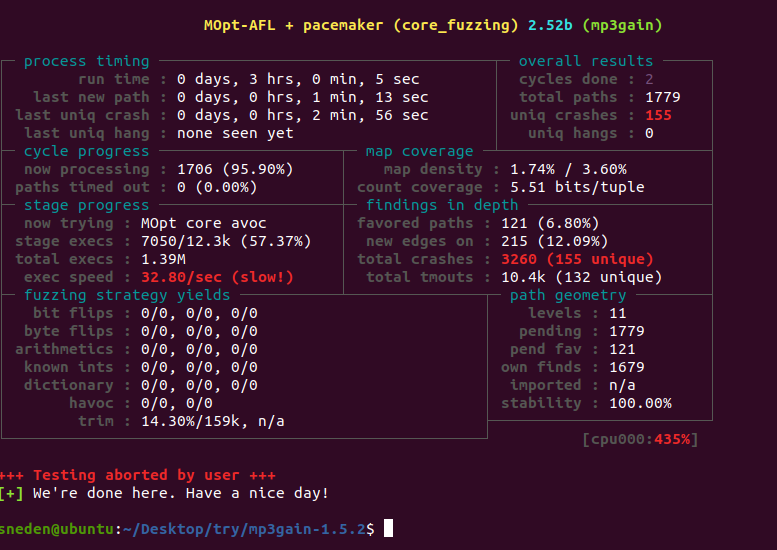 MOpt-AFL + pacemaker (core_fuzzing) 2.52b (mp3gain)
process timing overall results
run time : 0 days, 3 hrs, 0 min, 5 sec cycles done : 2
last new path : 0 days, 0 hrs, 1 min, 13 sec total paths : 1779
last uniq crash : 0 days, 0 hrs, 2 min, 56 sec uniq crashes : 155
last uniq hang : none seen yet uniq hangs : 0
cycle progress map coverage
now processing : 1706 (95.90%) map density : 1.74% / 3.60%
paths timed out : 0 (0.00%) count coverage : 5.51 bits/tuple
stage progress findings in depth
now trying : MOpt core avoc favored paths : 121 (6.80%)
stage execs : 7050/12.3k (57.37%) new edges on : 215 (12.09%)
total execs : 1.39M total crashes : 3260 (155 unique)
exec speed : 32.80/sec (slow!) total tmouts : 10.4k (132 unique)
fuzzing strategy yields path geometry
bit flips : 0/0, 0/0, 0/0 levels : 11
byte flips : 0/0, 0/0, 0/0 pending : 1779
arithmetics : 0/0, 0/0, 0/0 pend fav : 121
known ints : 0/0, 0/0, 0/0 own finds : 1679
dictionary : 0/0, 0/0, 0/0 imported : n/a
havoc : 0/0, 0/0 stability : 100.00%
trim : 14.30%/159k, n/a
[cpu000:435%]
+++ Testing aborted by user +++
[+] We're done here. Have a nice day!
sneden@ubuntu:~/Desktop/try/mp3gain-1.5.2$